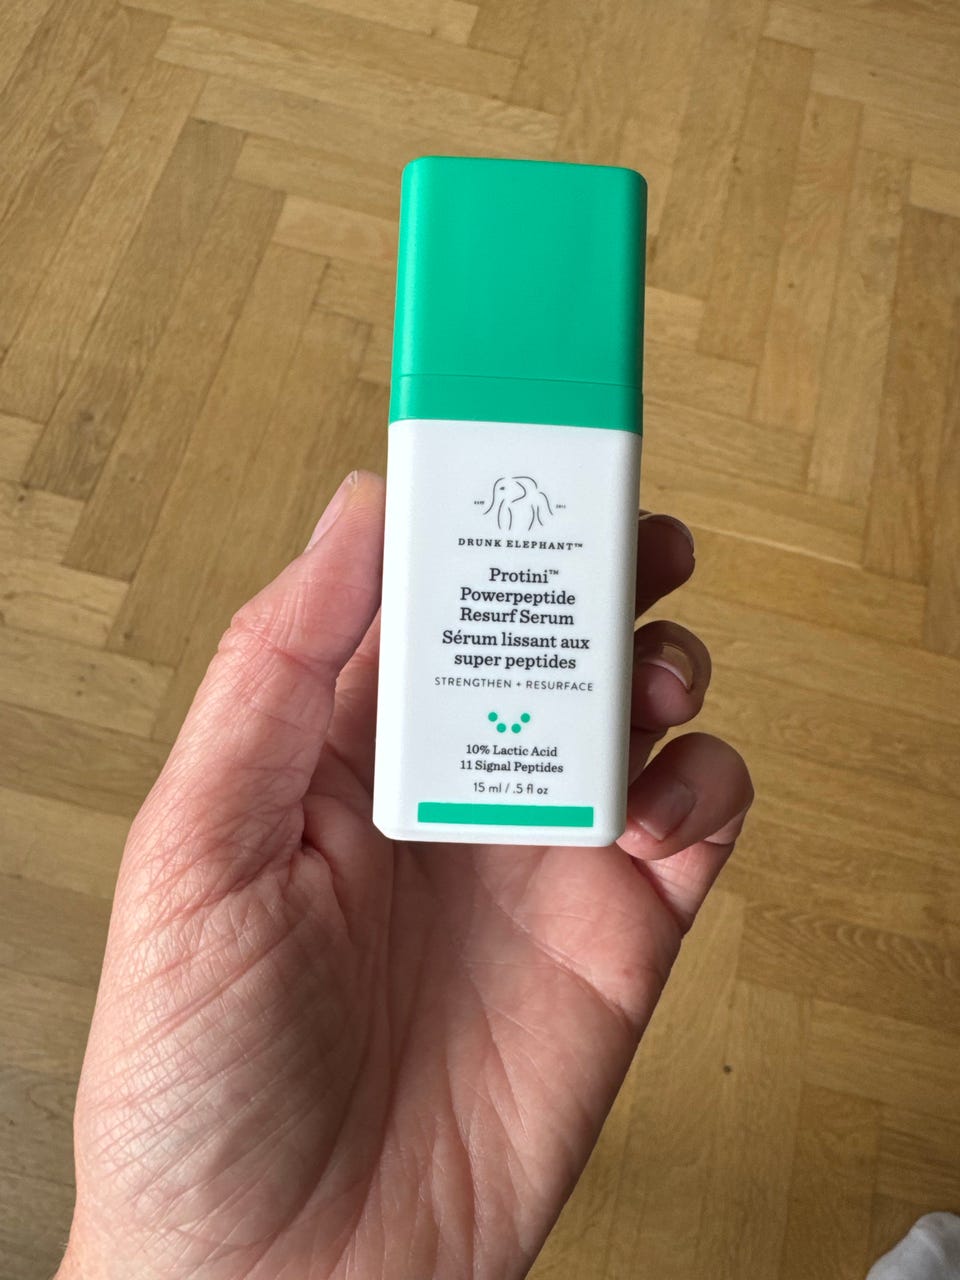 DRUNK ELEPHANT™
Protini™
Powerpeptide
Resurf Serum
Sérum lissant aux
super peptides
STRENGTHEN + RESURFACE
10% Lactic Acid
11 Signal Peptides
15 ml / .5 fl oz